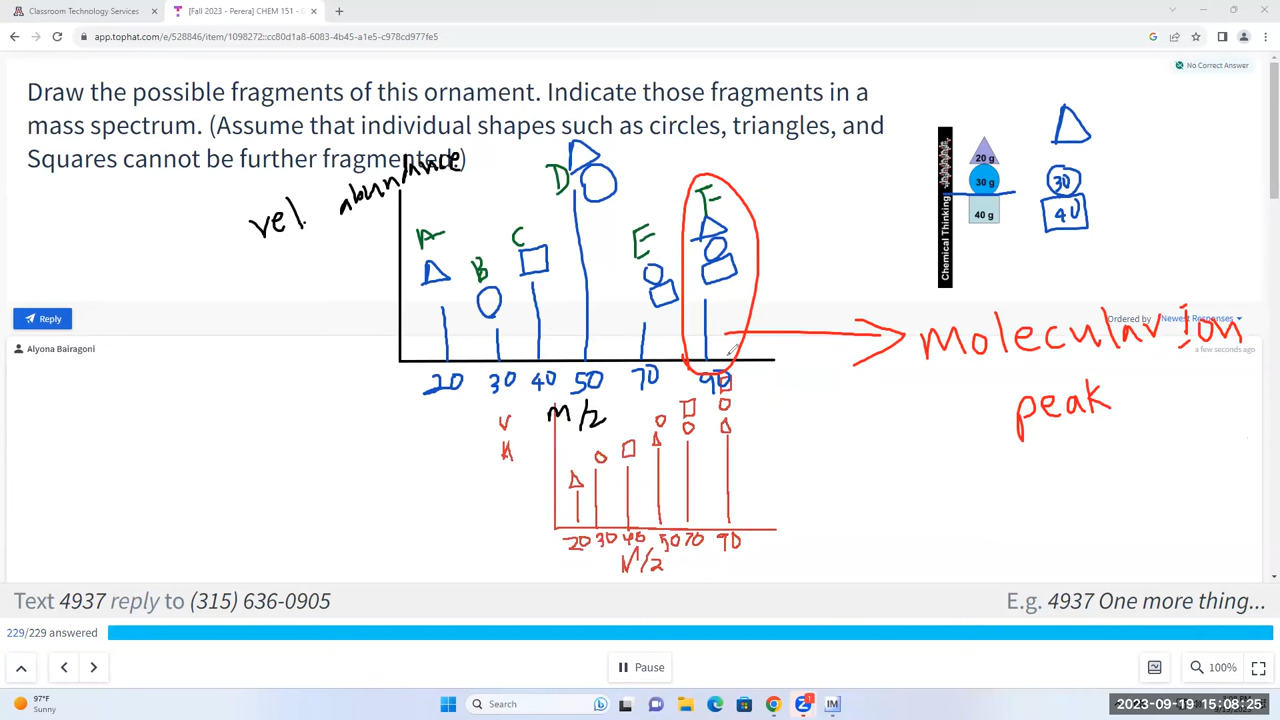 Classroom Technology Services
[Fall 2023 - Perera] CHEM 151 - G
app.tophat.com/e/528846/item/1098272::cc80d1a8-6083-4b45-a1e5-c978cd977fe5
No Correct Answer
Draw the possible fragments of this ornament. Indicate those fragments in a
mass spectrum. (Assume that individual shapes such as circles, triangles, and
Squares cannot be further fragmented.)
Chemical Thinking
20 g
30 g
40 g
30
40
rel. abundance
A
B
C
D
E
F
20 30 40 50 70 90
m/z
Reply
Ordered by Newest Responses
Alyona Bairagoni
a few seconds ago
molecular ion
peak
20 30 40 50 70 90
M/z
Text 4937 reply to (315) 636-0905
E.g. 4937 One more thing...
229/229 answered
Pause
100%
97°F
Sunny
Search
2023-09-19 15:08:25